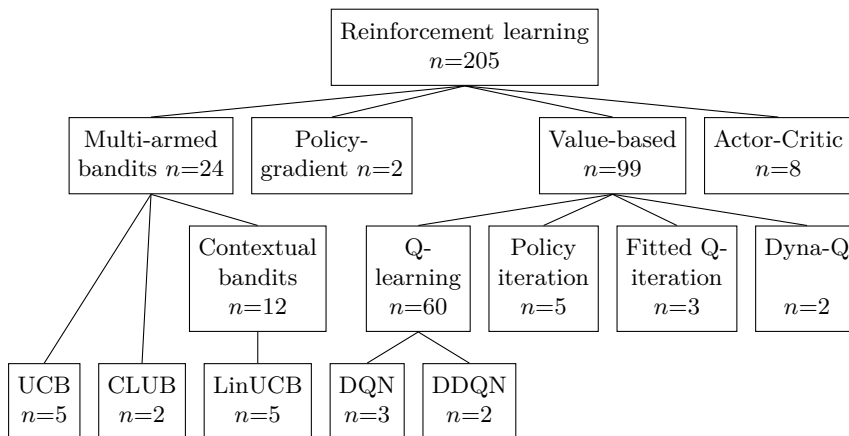 Reinforcement learning
n=205
Multi-armed
bandits n=24
Policy-
gradient n=2
Value-based
n=99
Actor-Critic
n=8
Contextual
bandits
n=12
Q-
learning
n=60
Policy
iteration
n=5
Fitted Q-
iteration
n=3
Dyna-Q
n=2
UCB
n=5
CLUB
n=2
LinUCB
n=5
DQN
n=3
DDQN
n=2